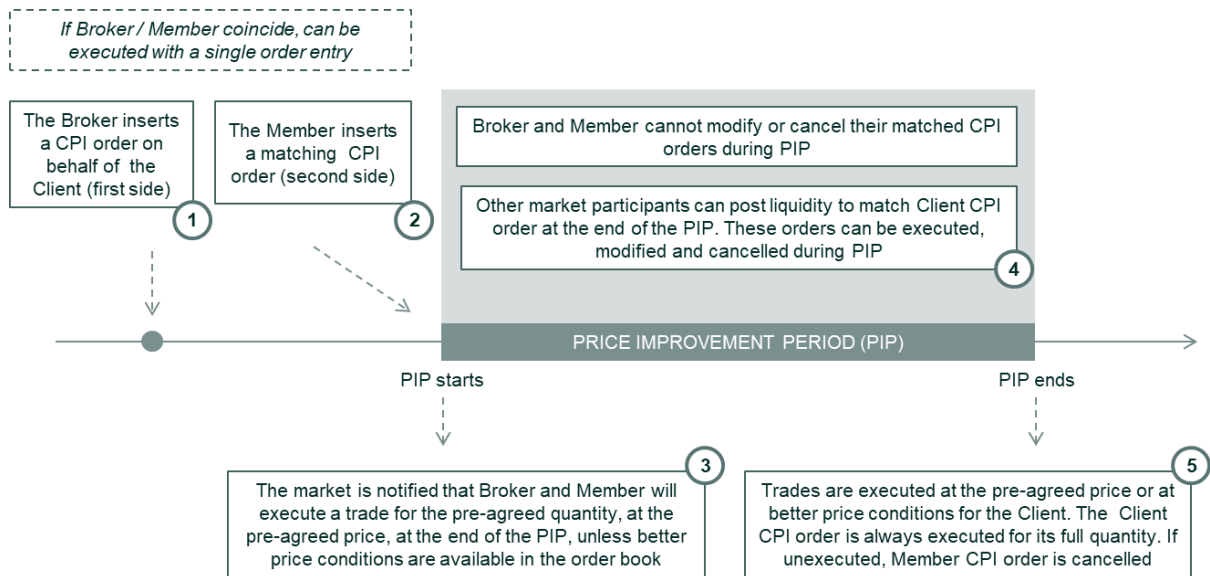 If Broker / Member coincide, can be
executed with a single order entry
The Broker inserts
a CPI order on
behalf of the
Client (first side)
1
The Member inserts
a matching CPI
order (second side)
2
Broker and Member cannot modify or cancel their matched CPI
orders during PIP
Other market participants can post liquidity to match Client CPI
order at the end of the PIP. These orders can be executed,
modified and cancelled during PIP
4
PRICE IMPROVEMENT PERIOD (PIP)
PIP starts
PIP ends
3
The market is notified that Broker and Member will
execute a trade for the pre-agreed quantity, at the
pre-agreed price, at the end of the PIP, unless better
price conditions are available in the order book
5
Trades are executed at the pre-agreed price or at
better price conditions for the Client. The Client
CPI order is always executed for its full quantity. If
unexecuted, Member CPI order is cancelled